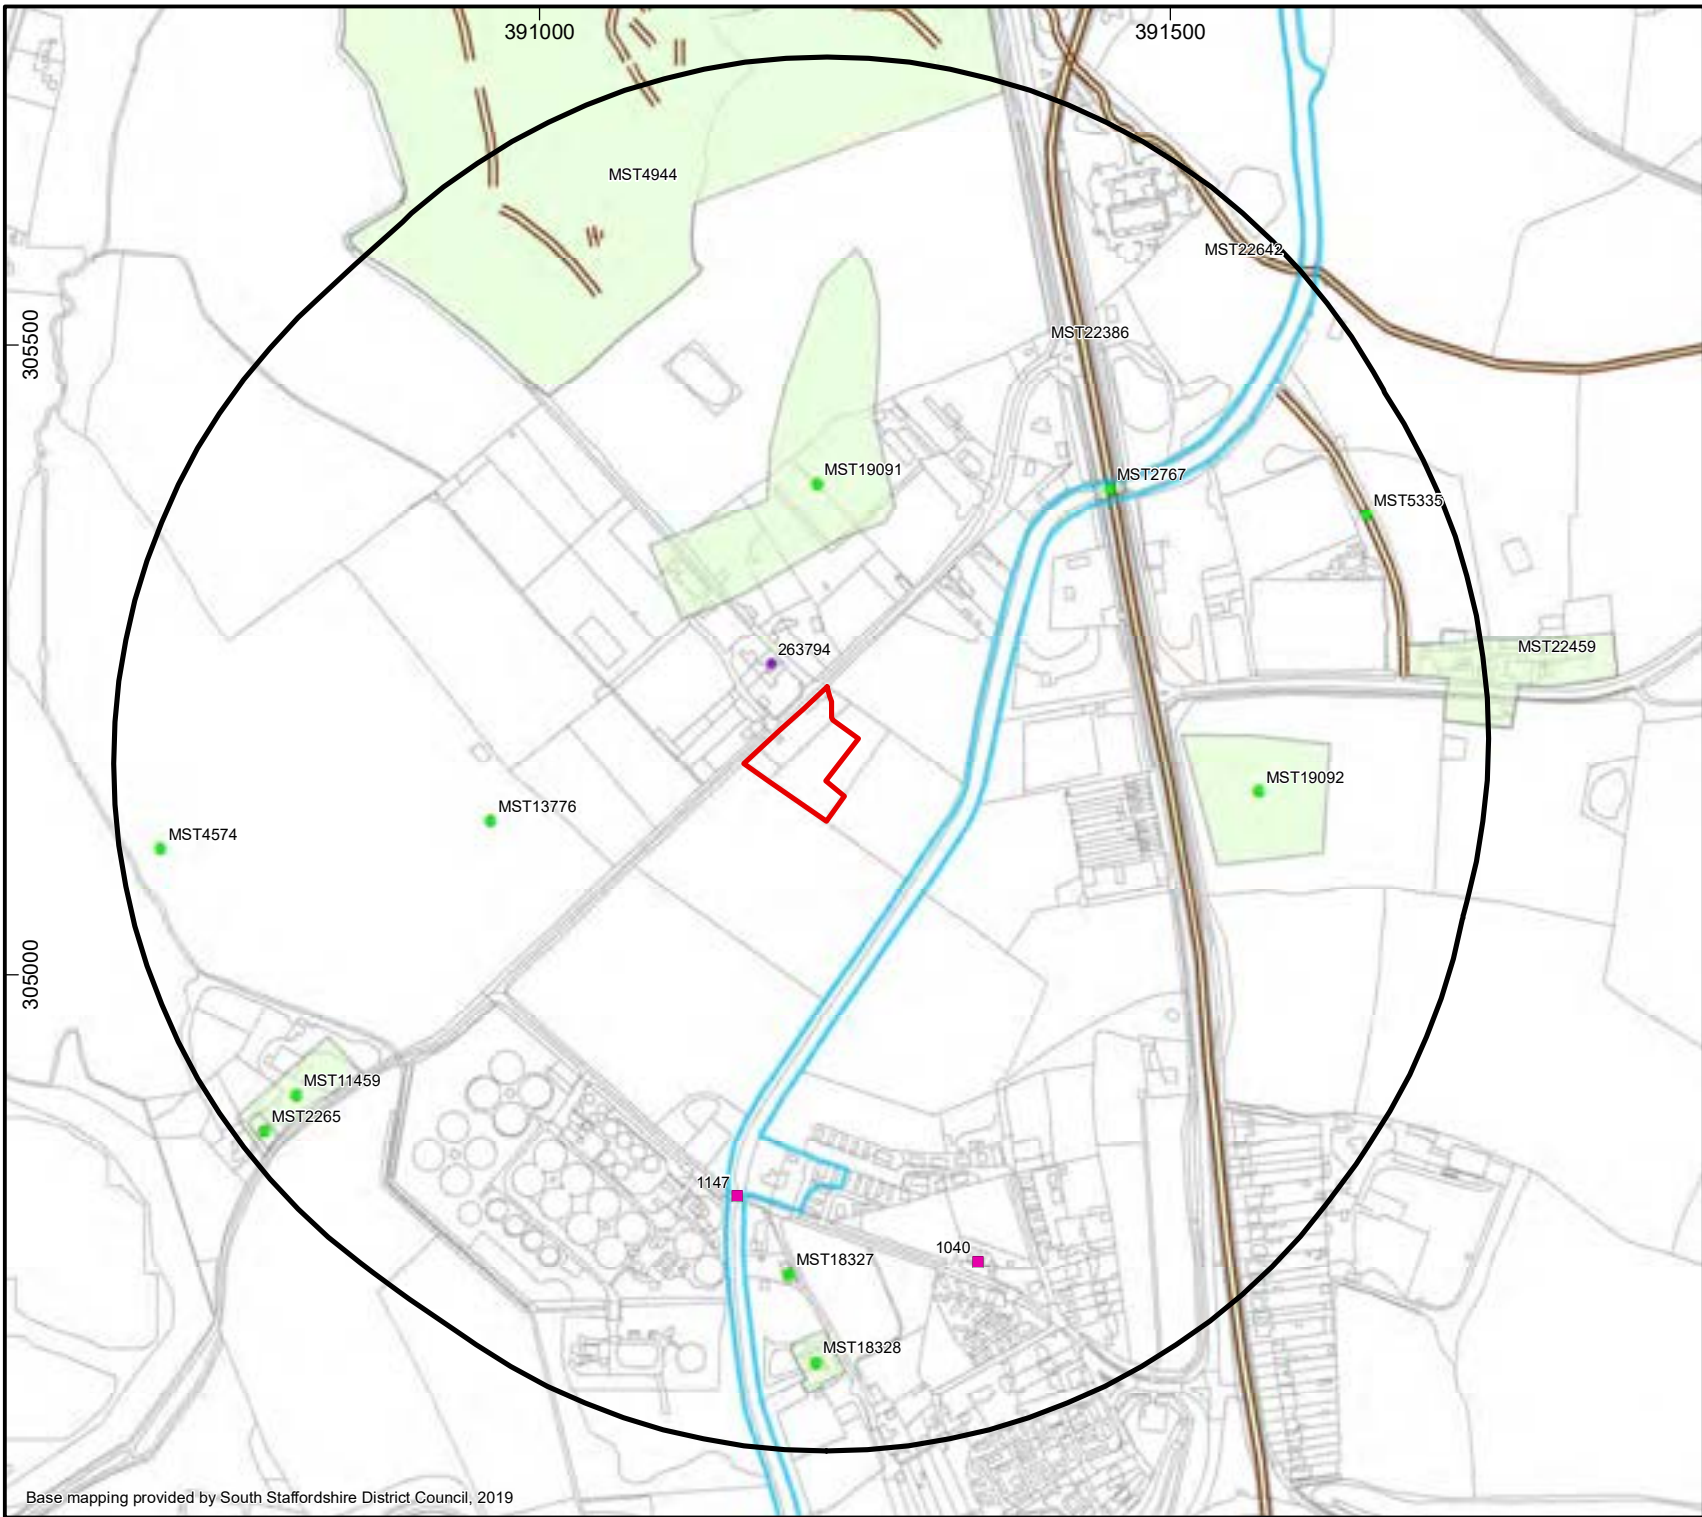 391000
391500
MST4944
MST22642
305500
MST22386
MST19091
MST2767
MST5335
263794
MST22459
MST19092
MST13776
MST4574
305000
MST11459
MST2265
1147
1040
MST18327
MST18328
Base mapping provided by South Staffordshire District Council, 2019